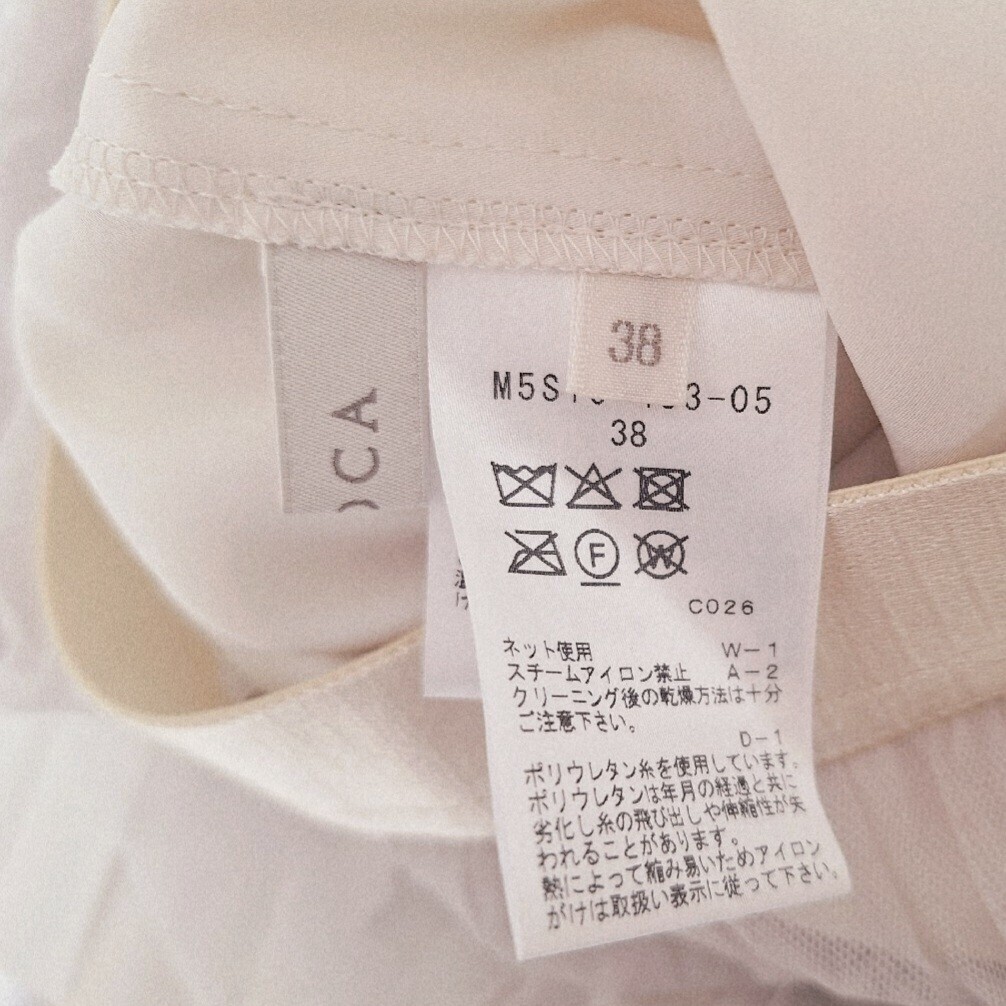 38
OCA
M5S
3-05
38
F
W
C026
ネット使用 W-1
スチームアイロン禁止 A-2
クリーニング後の乾燥方法は十分
ご注意下さい。
D-1
ポリウレタン糸を使用しています。
ポリウレタンは年月の経過と共に
劣化し糸の飛び出しや伸縮性が失
われることがあります。
熱によって縮み易いためアイロン
がけは取扱い表示に従って下さい。